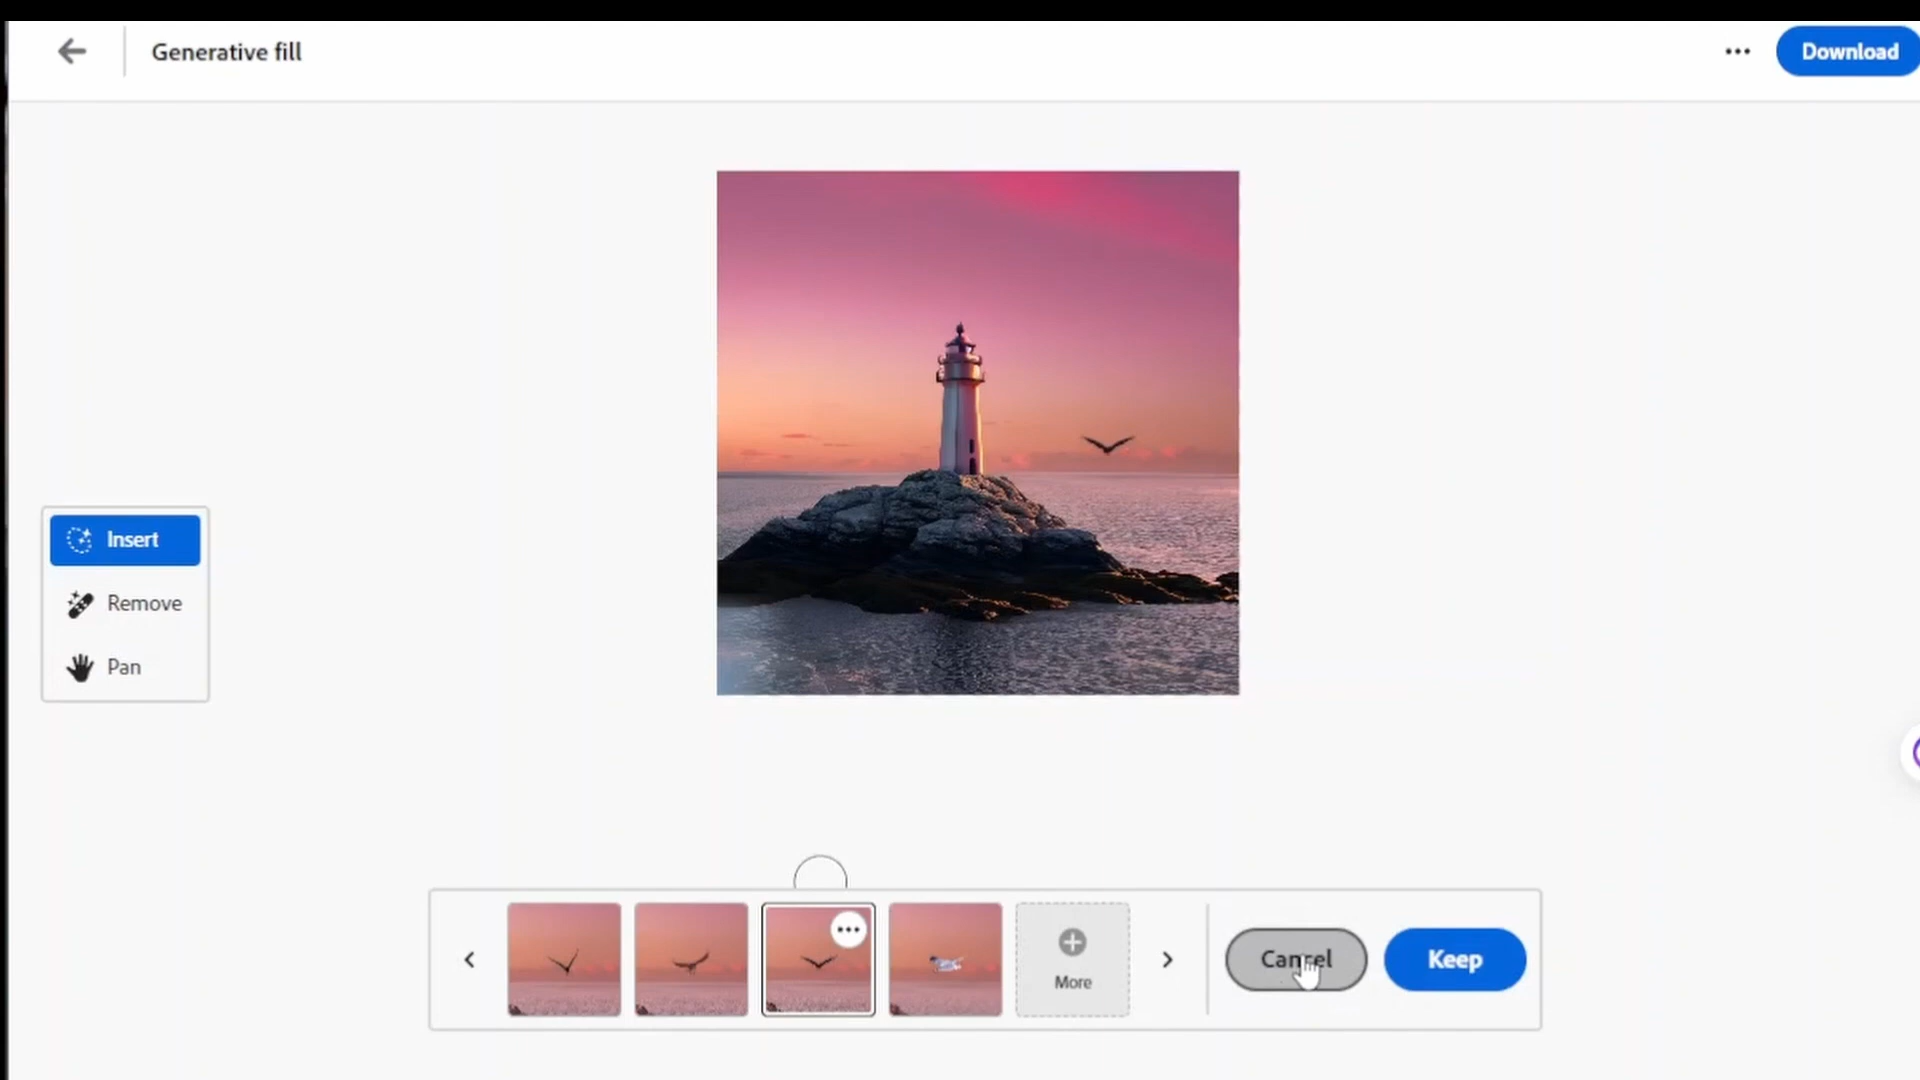 Generative fill
Download
Insert
Remove
Pan
More
Cancel
Keep